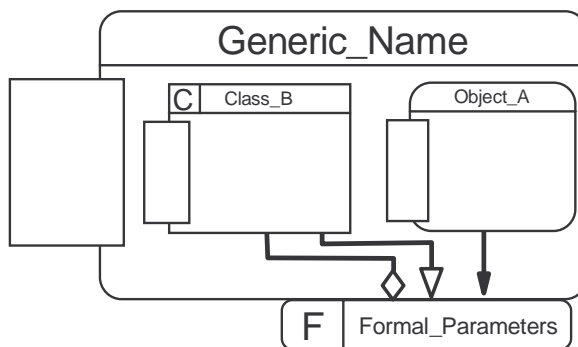 Generic_Name
C Class_B
Object_A
F Formal_Parameters